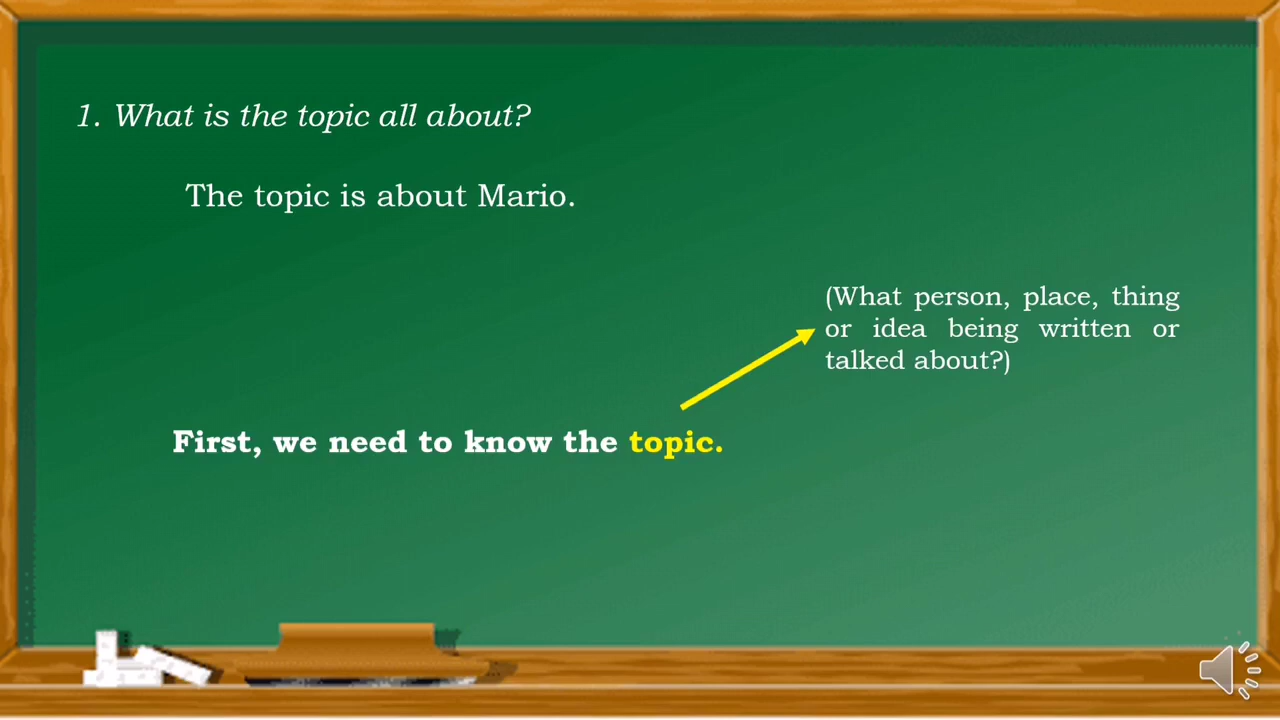 1. What is the topic all about?
The topic is about Mario.
(What person, place, thing
or idea being written or
talked about?)
First, we need to know the topic.